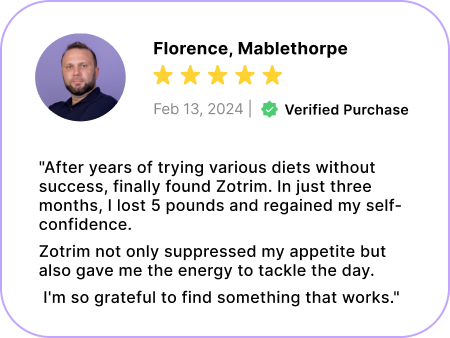 Florence, Mablethorpe
Feb 13, 2024 | Verified Purchase
"After years of trying various diets without
success, finally found Zotrim. In just three
months, I lost 5 pounds and regained my self-
confidence.
Zotrim not only suppressed my appetite but
also gave me the energy to tackle the day.
I'm so grateful to find something that works."